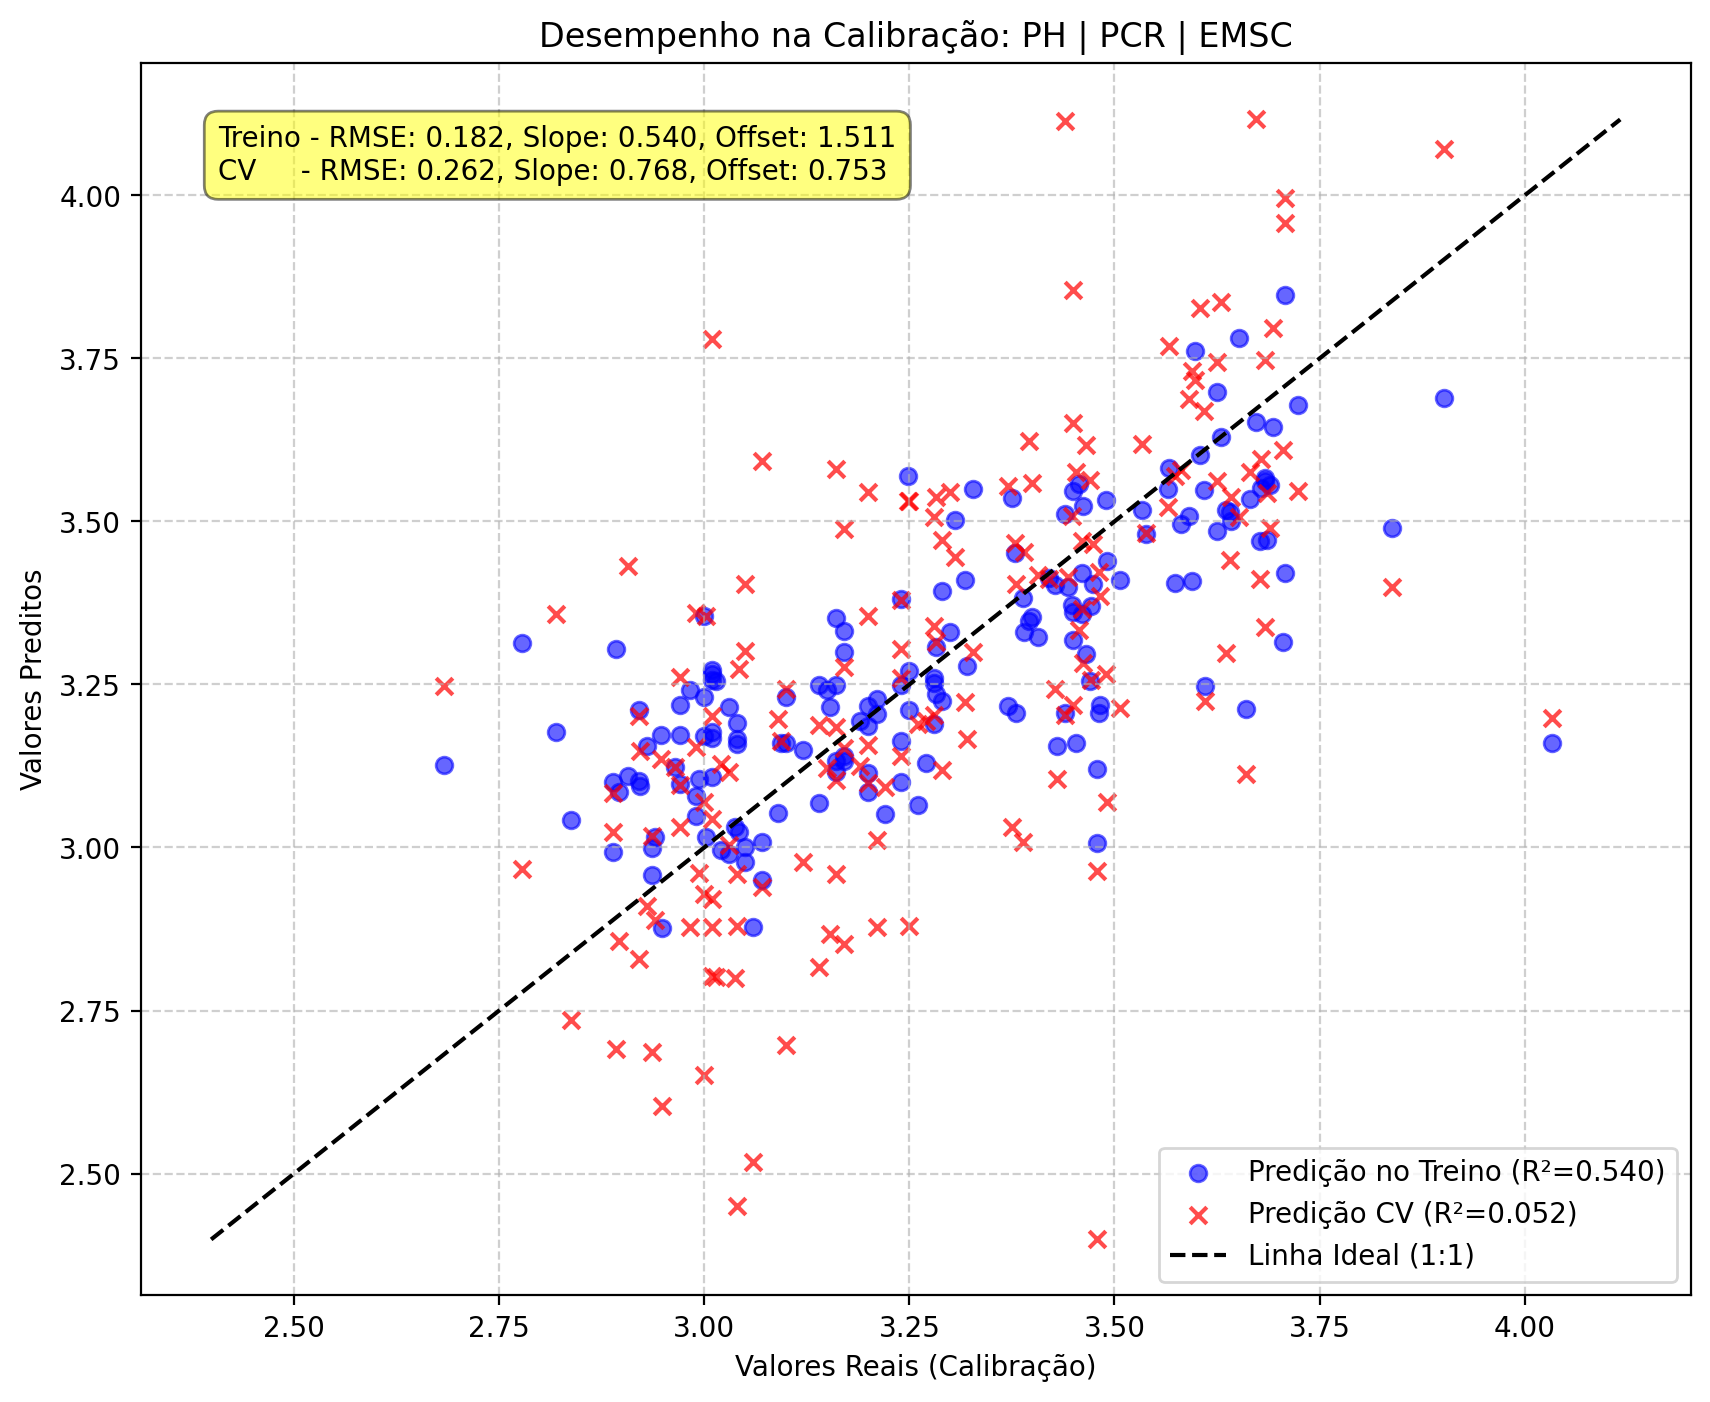 Desempenho na Calibração: PH | PCR | EMSC
Treino - RMSE: 0.182, Slope: 0.540, Offset: 1.511
CV - RMSE: 0.262, Slope: 0.768, Offset: 0.753
Valores Preditos
4.00
3.75
3.50
3.25
3.00
2.75
2.50
Predição no Treino (R²=0.540)
Predição CV (R²=0.052)
Linha Ideal (1:1)
2.50 2.75 3.00 3.25 3.50 3.75 4.00
Valores Reais (Calibração)